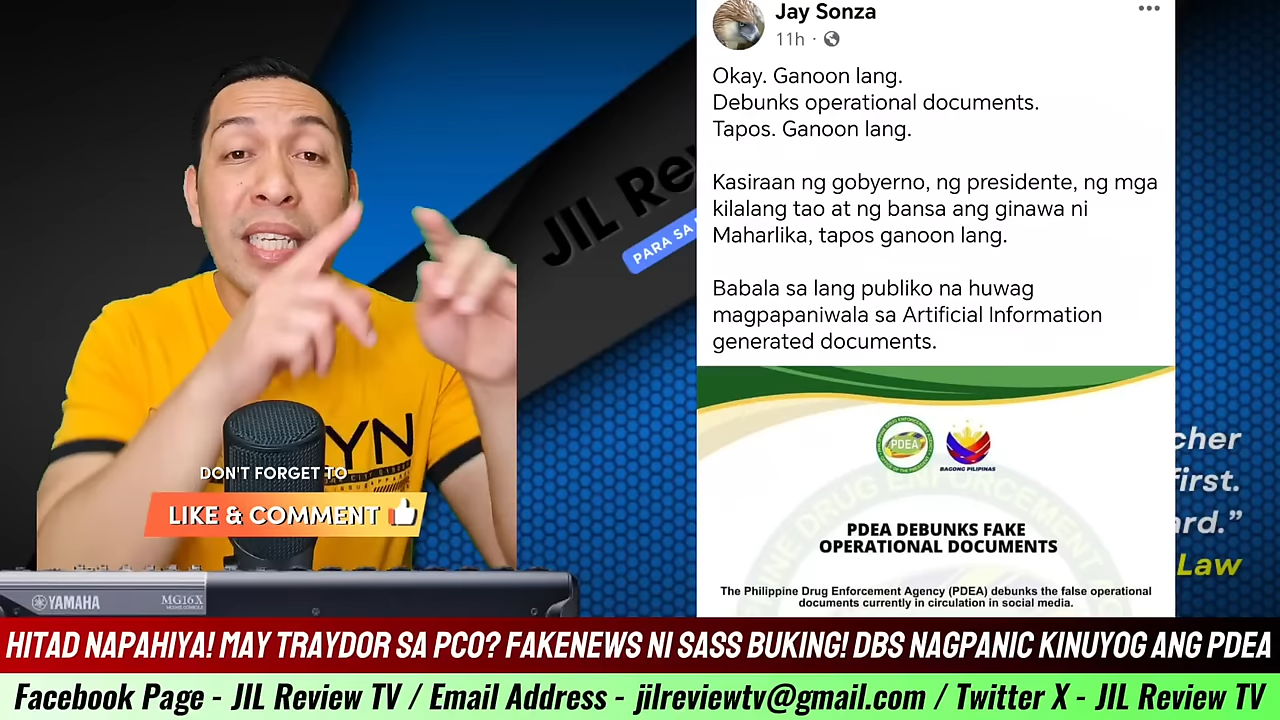 Jay Sonza
11h
Okay. Ganoon lang.
Debunks operational documents.
Tapos. Ganoon lang.
Kasiraan ng gobyerno, ng presidente, ng mga
kilalang tao at ng bansa ang ginawa ni
Maharlika, tapos ganoon lang.
Babala sa lang publiko na huwag
magpapaniwala sa Artificial Information
generated documents.
PDEA
BAGONG PILIPINAS
PDEA DEBUNKS FAKE
OPERATIONAL DOCUMENTS
The Philippine Drug Enforcement Agency (PDEA) debunks the false operational
documents currently in circulation in social media.
JIL Rev
PARA SA
cher
first.
ard.”
Law
YN
DON'T FORGET TO
LIKE & COMMENT
YAMAHA
MG16X
HITAD NAPAHIYA! MAY TRAYDOR SA PCO? FAKENEWS NI SASS BUKING! DBS NAGPANIC KINUYOG ANG PDEA
Facebook Page - JIL Review TV / Email Address - jilreviewtv@gmail.com / Twitter X - JIL Review TV